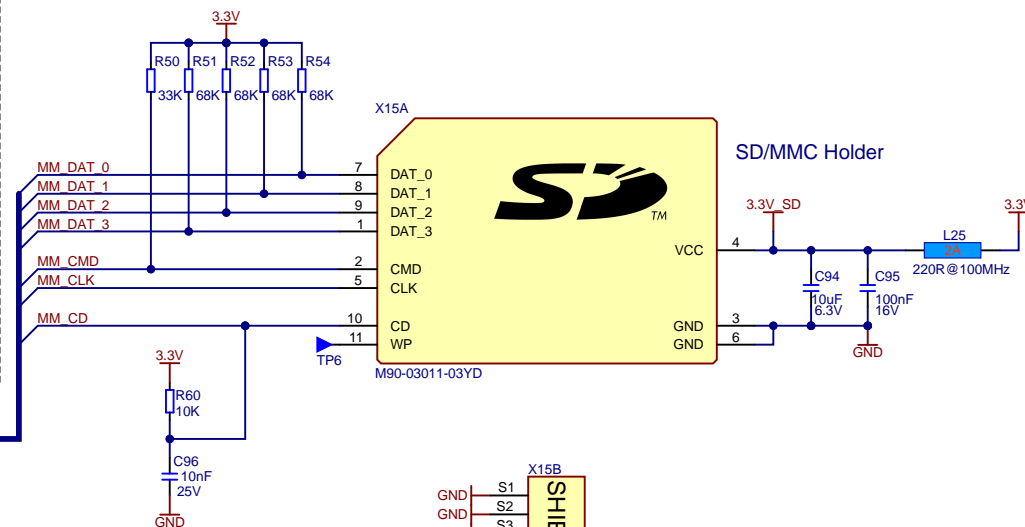 3.3V
R50 R51 R52 R53 R54
33K 68K 68K 68K 68K
X15A
SD/MMC Holder
MM_DAT_0 7 DAT_0
MM_DAT_1 8 DAT_1
MM_DAT_2 9 DAT_2
MM_DAT_3 1 DAT_3
MM_CMD 2 CMD
MM_CLK 5 CLK
MM_CD 10 CD
11 WP
TP6
M90-03011-03YD
SD
TM
VCC 4
GND 3
GND 6
3.3V_SD
C94
10uF
6.3V
C95
100nF
16V
GND
L25
2A
220R@100MHz
3.3V
3.3V
R60
10K
C96
10nF
25V
GND
X15B
GND S1
GND S2
S3